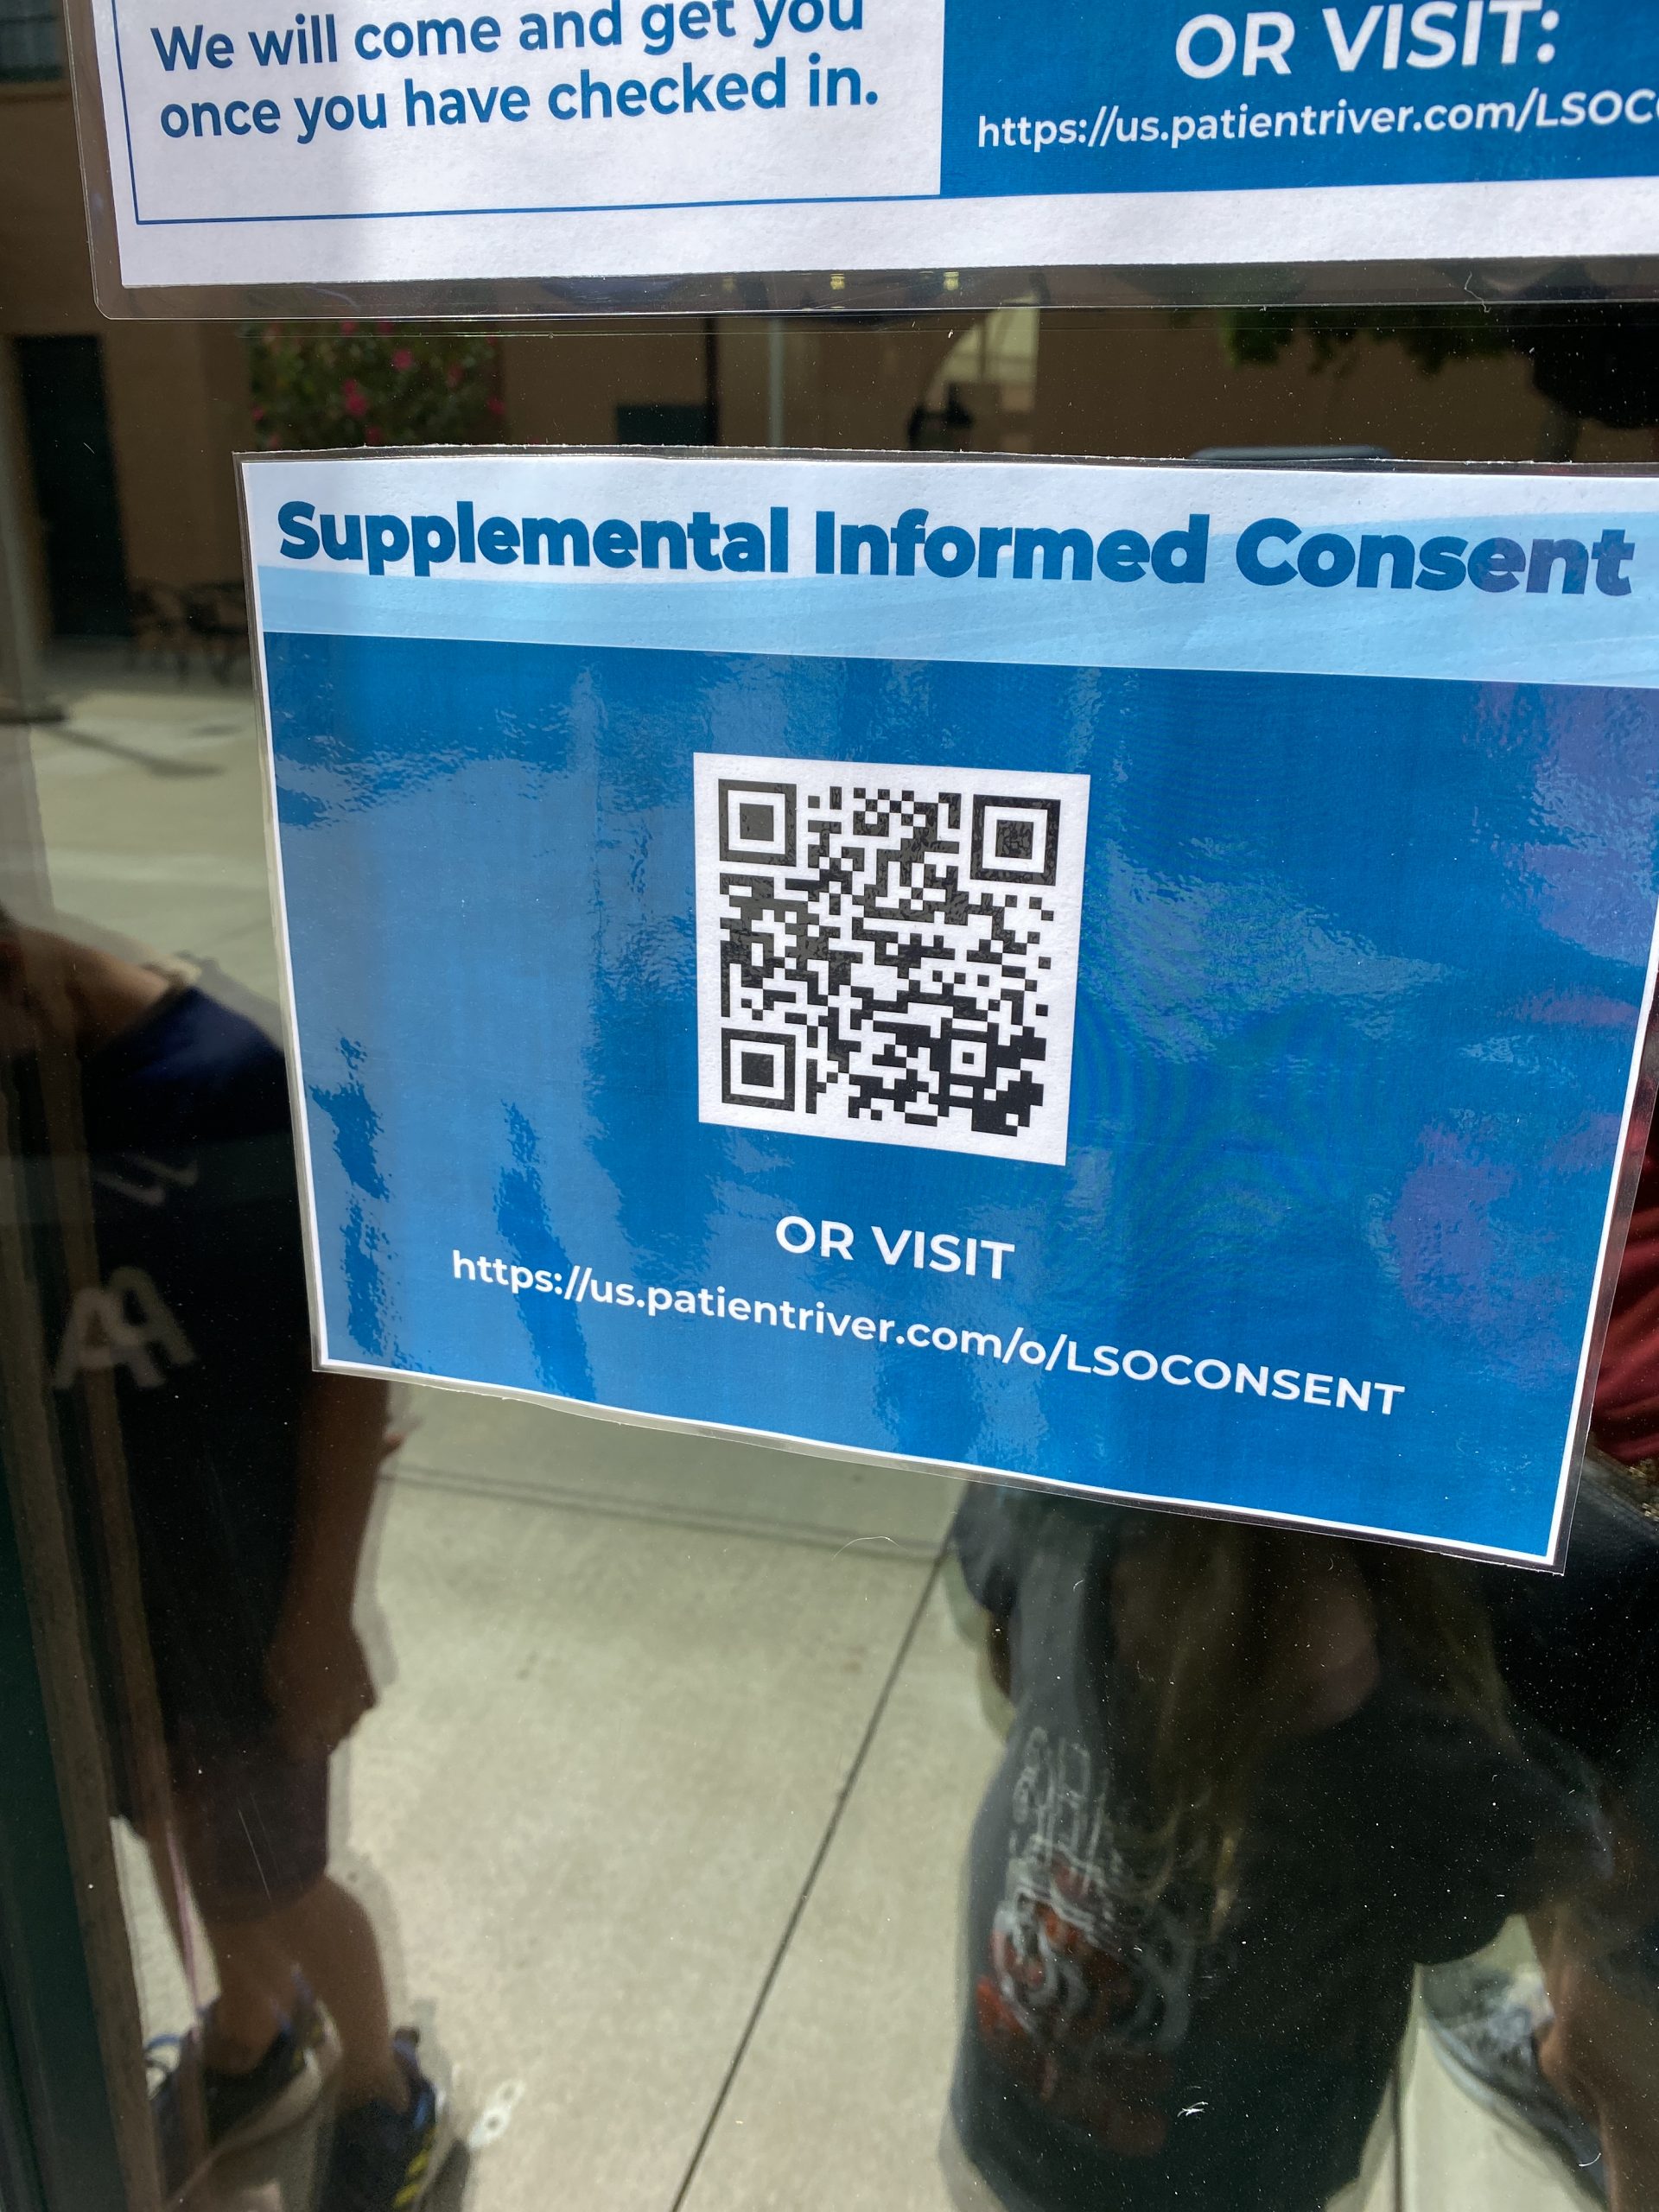 We will come and get you
once you have checked in.
OR VISIT:
https://us.patientriver.com/LSOC
Supplemental Informed Consent
OR VISIT
https://us.patientriver.com/o/LSOCONSENT